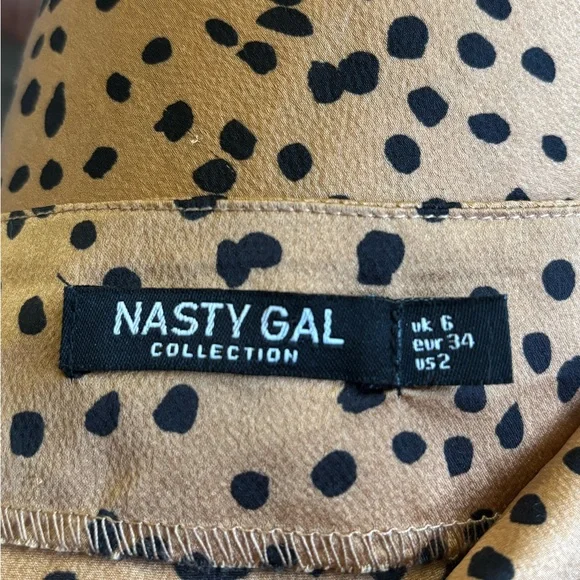 NASTY GAL
COLLECTION
uk 6
eur 34
us 2